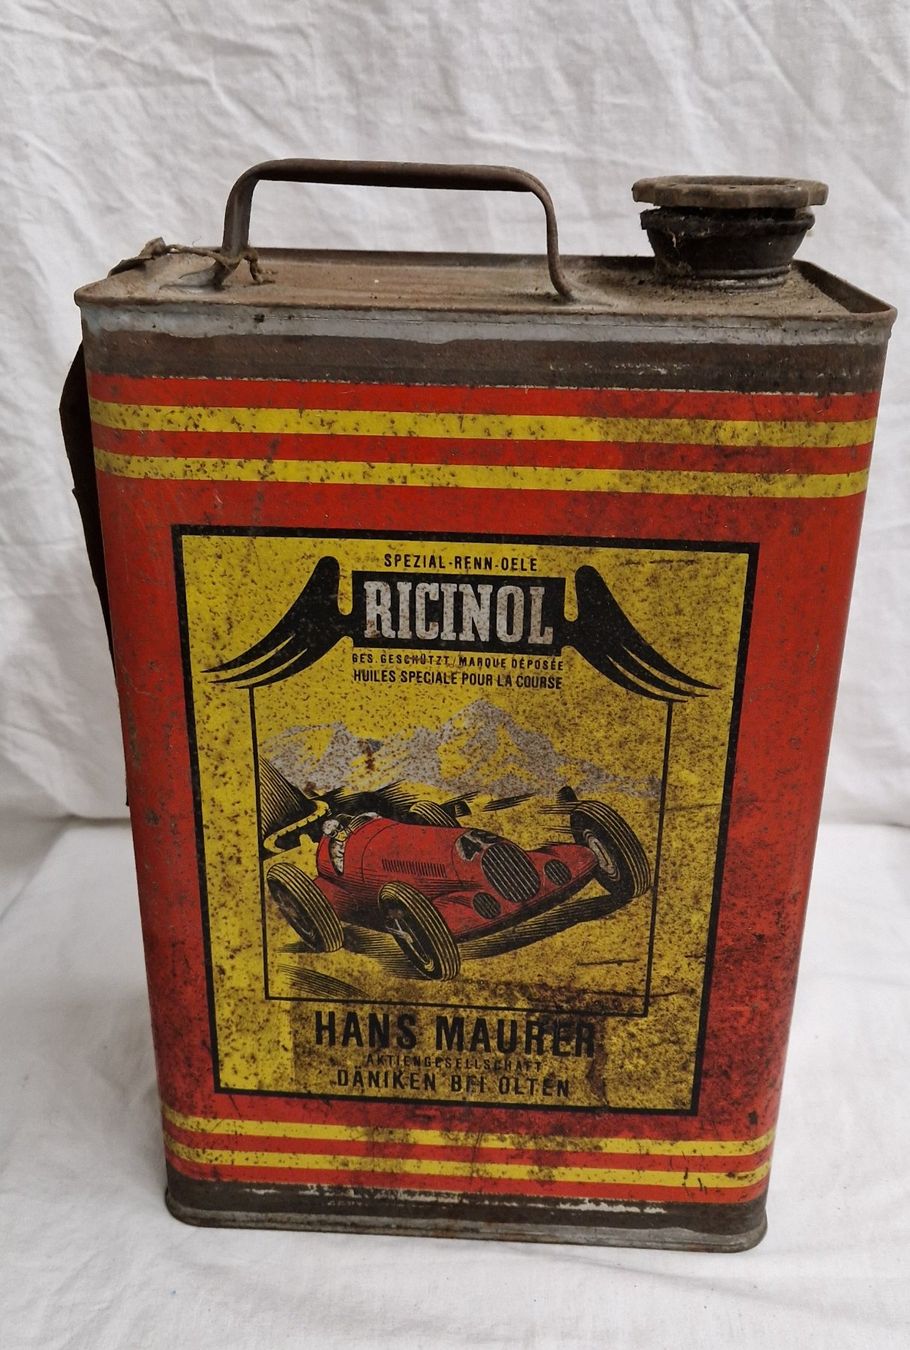 SPEZIAL-RENN-OELE
RICINOL
GES. GESCHÜTZT/MARQUE DÉPOSÉE
HUILES SPECIALE POUR LA COURSE
4
HANS MAURER
AKTIENGESELLSCHAFT
DÄNIKEN BEI OLTEN